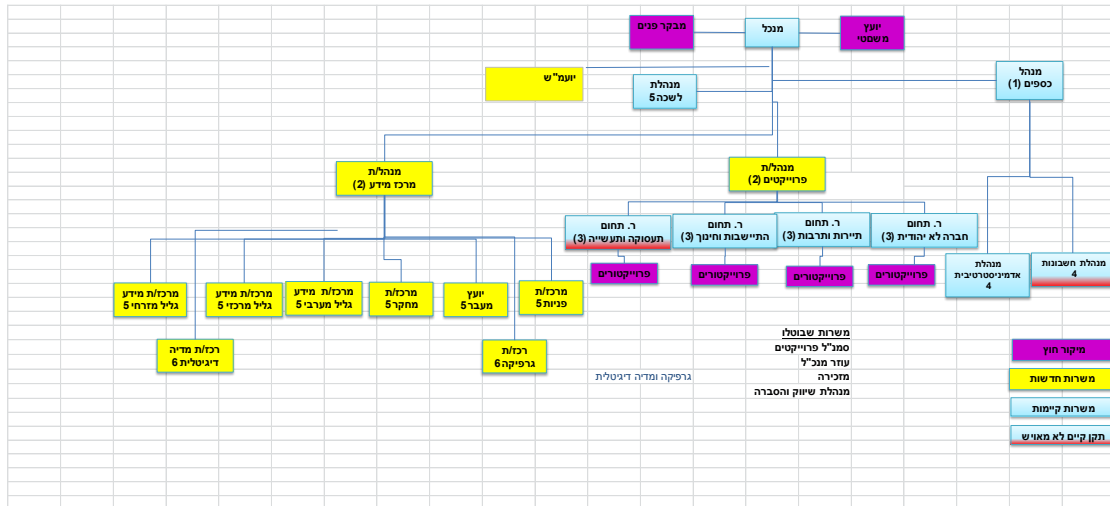 יועץ
משפטי
מנכל
מבקר פנים
מנהל
כספים (1)
מנהלת
לשכה 5
יועמ"ש
מנהל/ת
פרוייקטים (2)
מנהל/ת
מרכז מידע (2)
ר. תחום
חברה לא יהודית (3)
ר. תחום
תיירות ותרבות (3)
ר. תחום
התיישבות וחינוך (3)
ר. תחום
תעסוקה ותעשייה (3)
מנהלת חשבונות
4
מנהלת
אדמיניסטרטיבית
4
פרוייקטורים
פרוייקטורים
פרוייקטורים
פרוייקטורים
מרכז/ת
פניות 5
יועץ
מעבר 5
מרכז/ת
מחקר 5
מרכז/ת מידע
גליל מערבי 5
מרכז/ת מידע
גליל מרכזי 5
מרכז/ת מידע
גליל מזרחי 5
רכז/ת
גרפיקה 6
רכז/ת מדיה
דיגיטלית 6
משרות שבוטלו
סמנ"ל פרוייקטים
עוזר מנכ"ל
מזכירה
מנהלת שיווק והסברה
גרפיקה ומדיה דיגיטלית
מיקור חוץ
משרות חדשות
משרות קיימות
תקן קיים לא מאויש